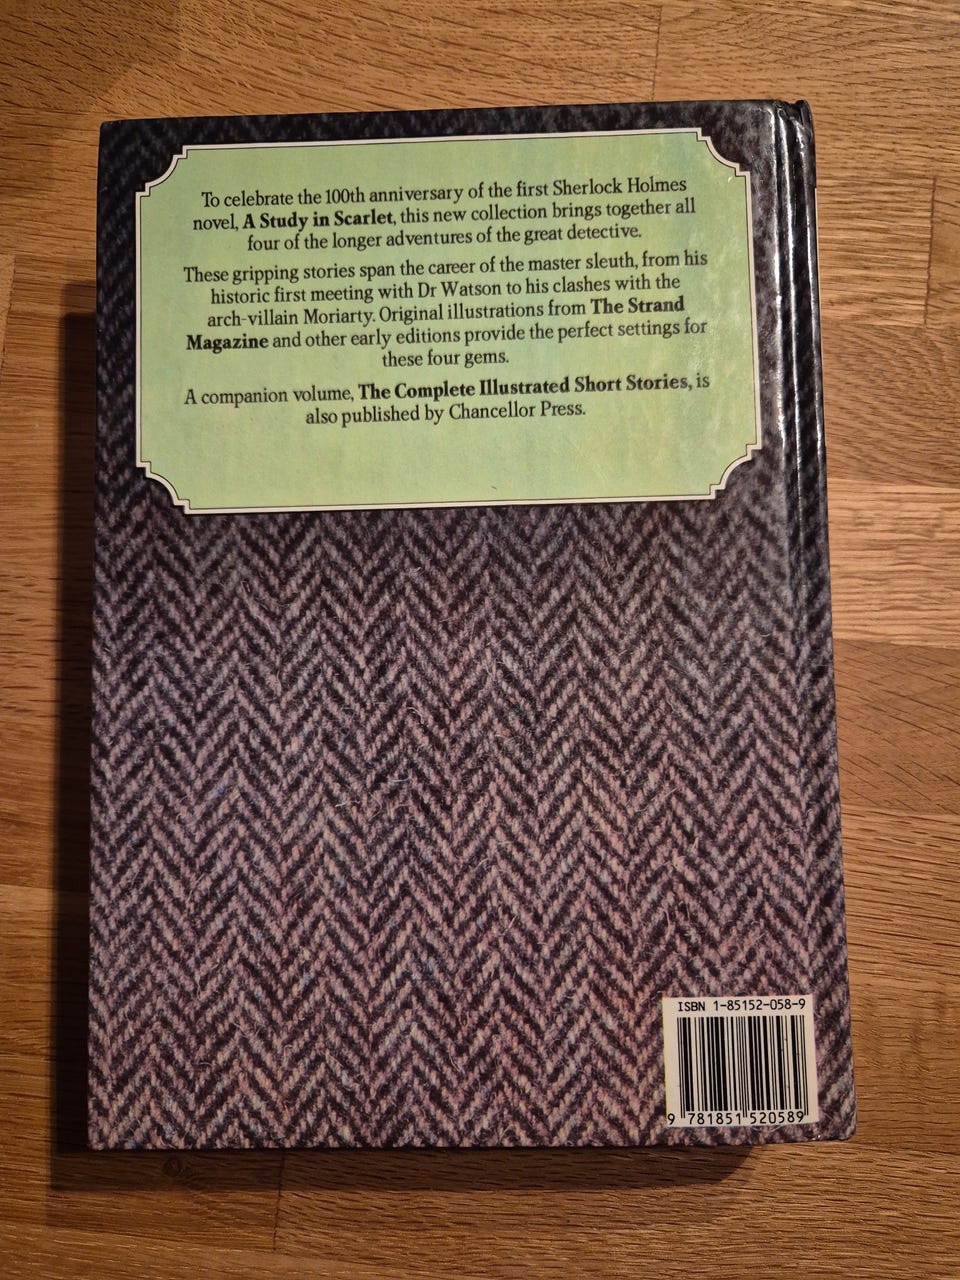 To celebrate the 100th anniversary of the first Sherlock Holmes
novel, A Study in Scarlet, this new collection brings together all
four of the longer adventures of the great detective.
These gripping stories span the career of the master sleuth, from his
historic first meeting with Dr Watson to his clashes with the
arch-villain Moriarty. Original illustrations from The Strand
Magazine and other early editions provide the perfect settings for
these four gems.
A companion volume, The Complete Illustrated Short Stories, is
also published by Chancellor Press.
ISBN 1-85152-058-9
9 781851 520589